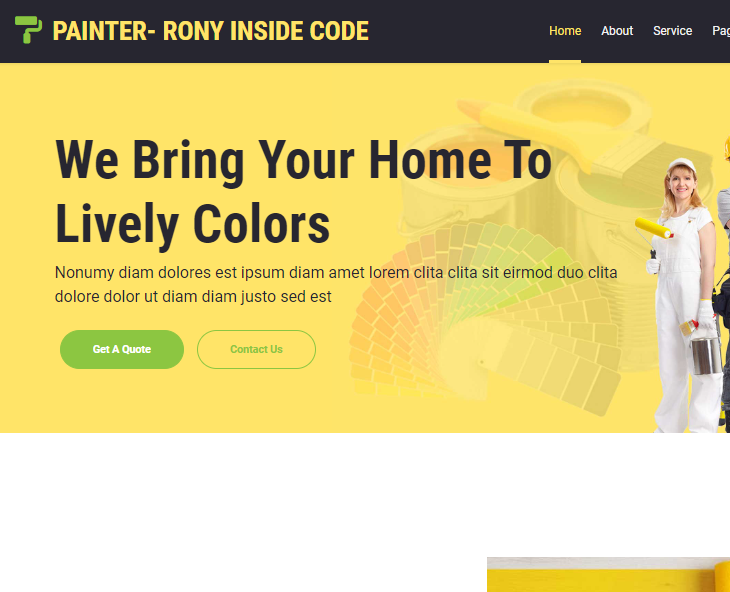 PAINTER- RONY INSIDE CODE
Home About Service
We Bring Your Home To
Lively Colors
Nonumy diam dolores est ipsum diam amet lorem clita clita sit eirmod duo clita
dolore dolor ut diam diam justo sed est
Get A Quote Contact Us